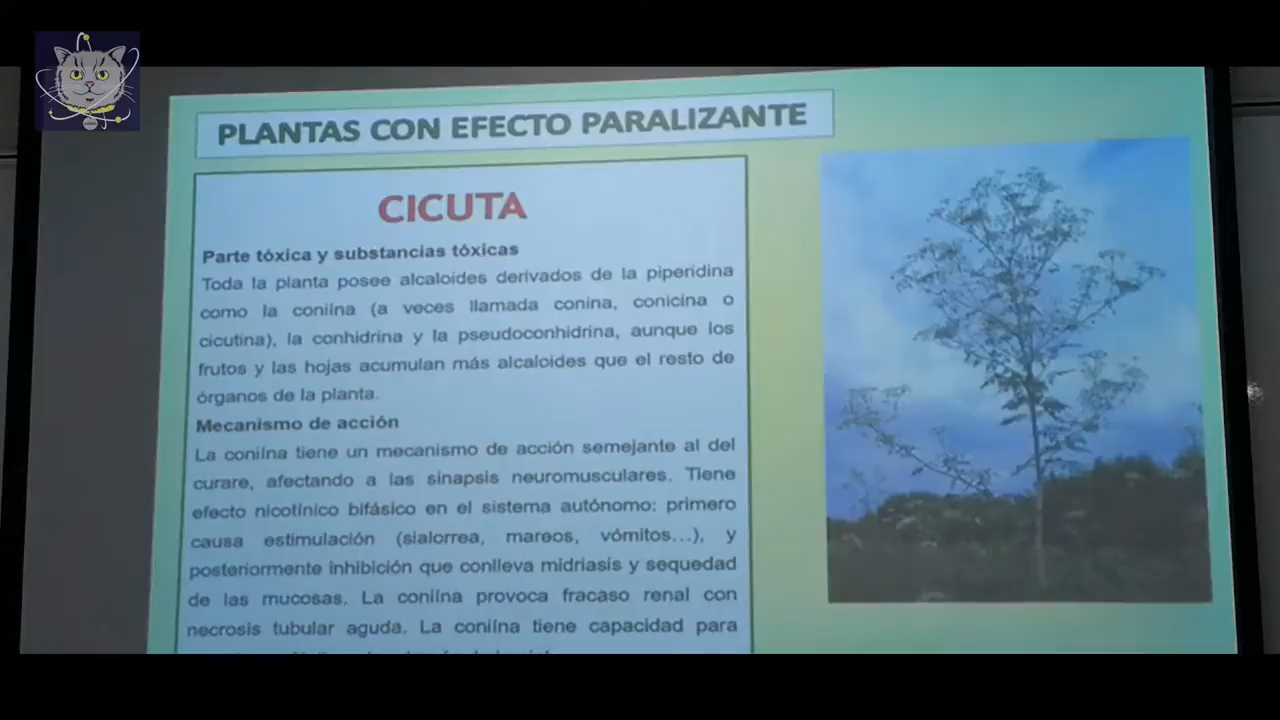 PLANTAS CON EFECTO PARALIZANTE
CICUTA
Parte tóxica y substancias tóxicas
Toda la planta posee alcaloides derivados de la piperidina
como la coniína (a veces llamada conina, conicina o
cicutina), la conhidrina y la pseudoconhidrina, aunque los
frutos y las hojas acumulan más alcaloides que el resto de
órganos de la planta.
Mecanismo de acción
La coniína tiene un mecanismo de acción semejante al del
curare, afectando a las sinapsis neuromusculares. Tiene
efecto nicotínico bifásico en el sistema autónomo: primero
causa estimulación (sialorrea, mareos, vómitos...), y
posteriormente inhibición que conlleva midriasis y sequedad
de las mucosas. La coniína provoca fracaso renal con
necrosis tubular aguda. La coniína tiene capacidad para